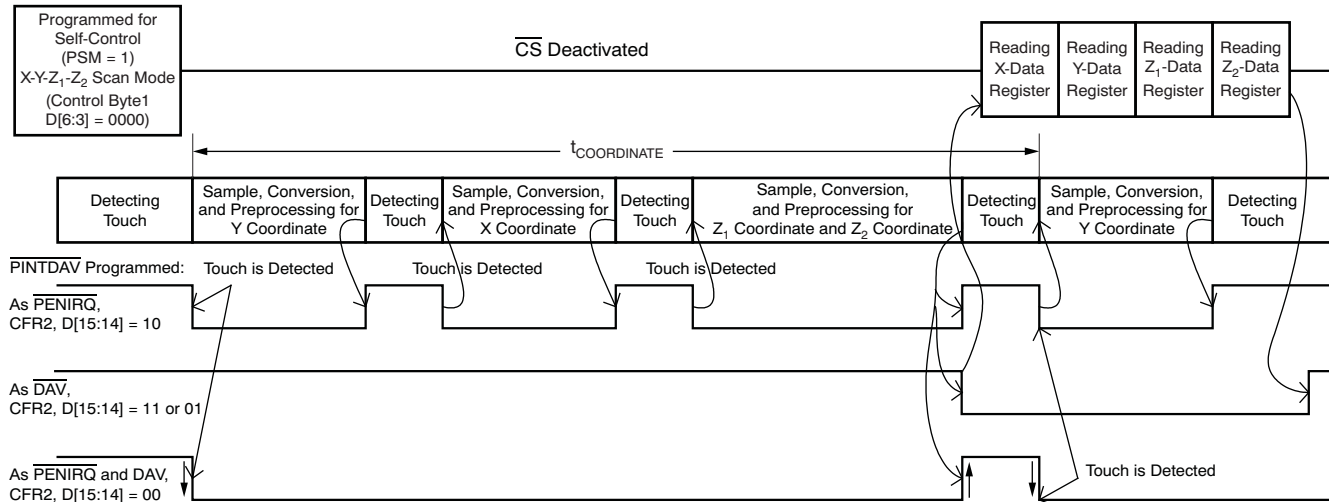 Programmed for
Self-Control
(PSM = 1)
X-Y-Z1-Z2 Scan Mode
(Control Byte1
D[6:3] = 0000)
CS Deactivated
Reading
X-Data
Register
Reading
Y-Data
Register
Reading
Z1-Data
Register
Reading
Z2-Data
Register
tCOORDINATE
Detecting
Touch
Sample, Conversion,
and Preprocessing for
Y Coordinate
Detecting
Touch
Sample, Conversion,
and Preprocessing for
X Coordinate
Detecting
Touch
Sample, Conversion,
and Preprocessing for
Z1 Coordinate and Z2 Coordinate
Detecting
Touch
Sample, Conversion,
and Preprocessing for
Y Coordinate
Detecting
Touch
PINTDAV Programmed:
Touch is Detected
Touch is Detected
Touch is Detected
As PENIRQ,
CFR2, D[15:14] = 10
As DAV,
CFR2, D[15:14] = 11 or 01
As PENIRQ and DAV,
CFR2, D[15:14] = 00
Touch is Detected